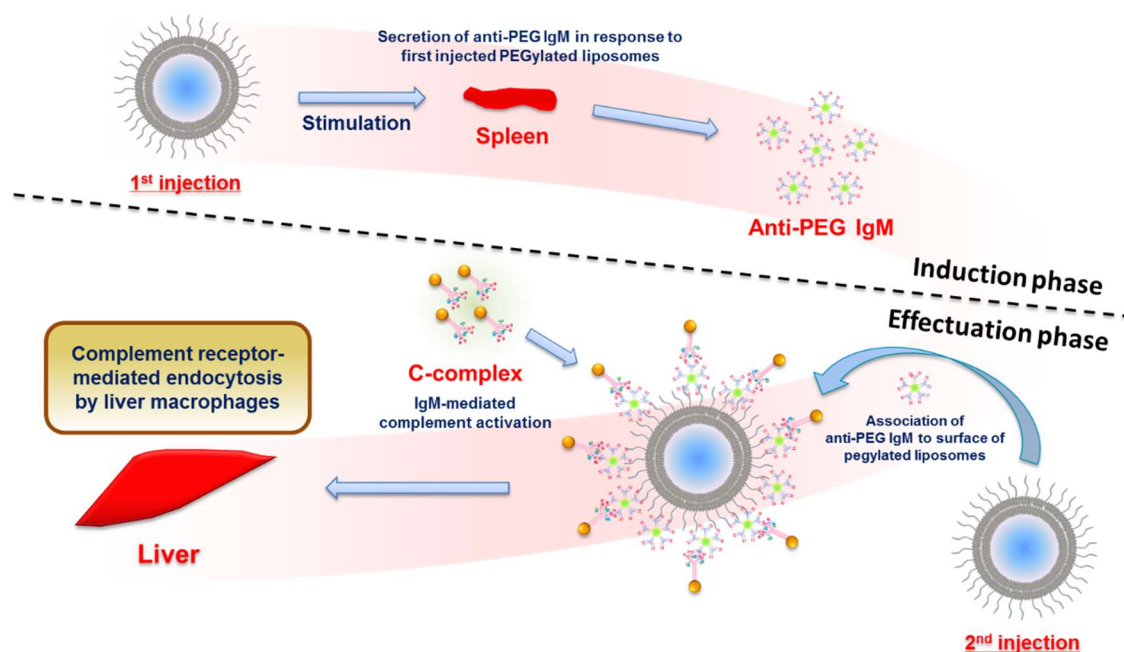 Secretion of anti-PEG IgM in response to
first injected PEGylated liposomes
Stimulation
Spleen
1st injection
Anti-PEG IgM
Induction phase
Effectuation phase
Complement receptor-
mediated endocytosis
by liver macrophages
C-complex
IgM-mediated
complement activation
Association of
anti-PEG IgM to surface of
pegylated liposomes
Liver
2nd injection